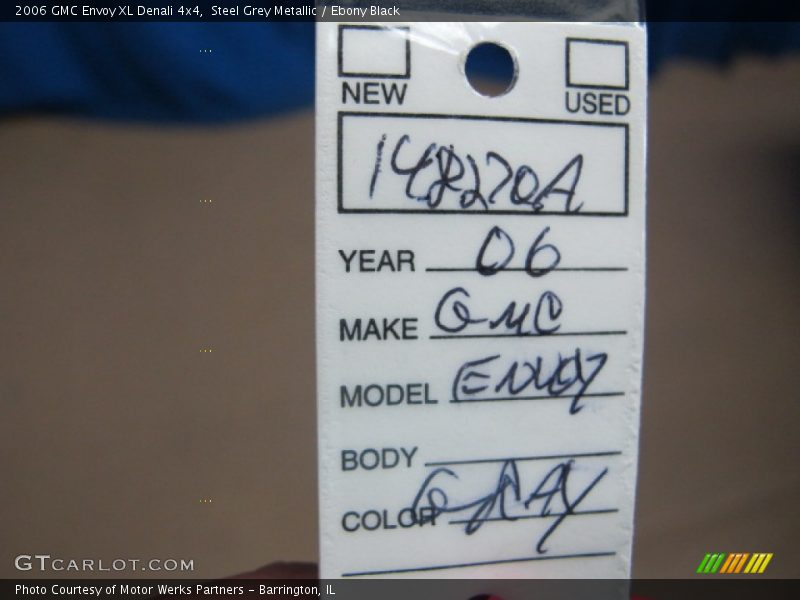 2006 GMC Envoy XL Denali 4x4, Steel Grey Metallic / Ebony Black
NEW USED
148270A
YEAR 06
MAKE GMC
MODEL ENVOY
BODY
COLOR GRAY
GTCARLOT.COM
Photo Courtesy of Motor Werks Partners - Barrington, IL